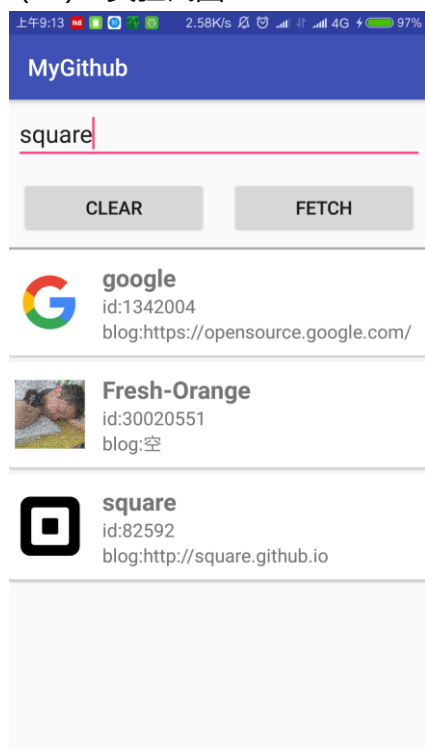 上午9:13 2.58K/s 4G 97%
MyGithub
square
CLEAR FETCH
google
id:1342004
blog:https://opensource.google.com/
Fresh-Orange
id:30020551
blog:空
square
id:82592
blog:http://square.github.io